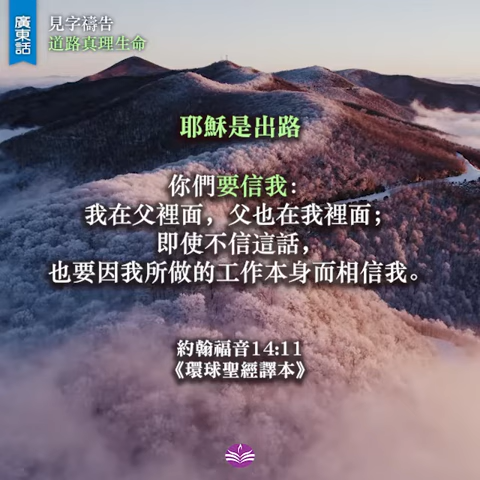 廣東話
見字禱告
道路真理生命
耶穌是出路
你們要信我：
我在父裡面，父也在我裡面；
即使不信這話，
也要因我所做的工作本身而相信我。
約翰福音14:11
《環球聖經譯本》